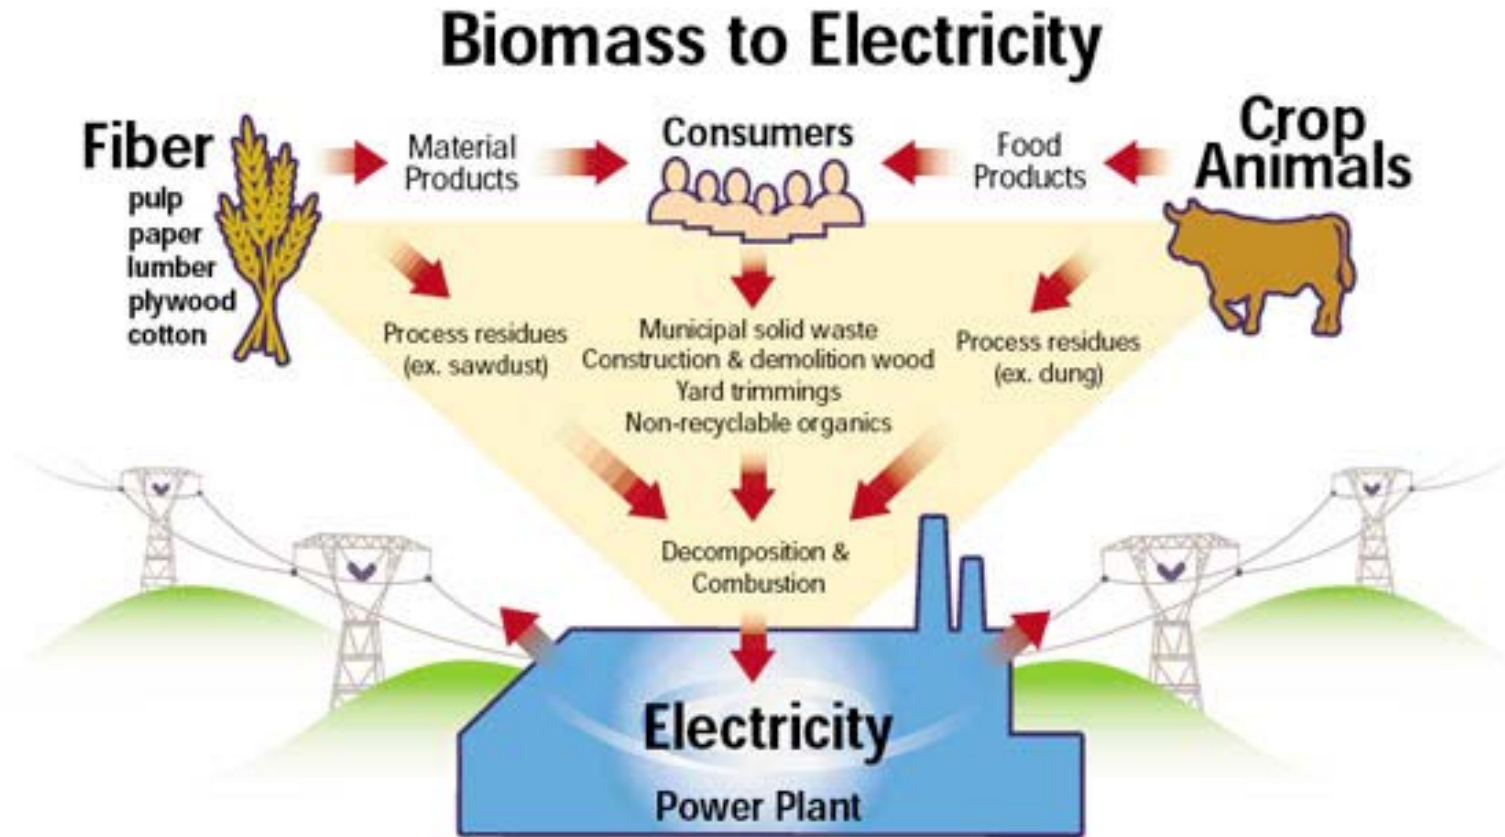 Biomass to Electricity
Fiber
pulp
paper
lumber
plywood
cotton
Material
Products
Consumers
Food
Products
Crop
Animals
Process residues
(ex. sawdust)
Municipal solid waste
Construction & demolition wood
Yard trimmings
Non-recyclable organics
Process residues
(ex. dung)
Decomposition &
Combustion
Electricity
Power Plant